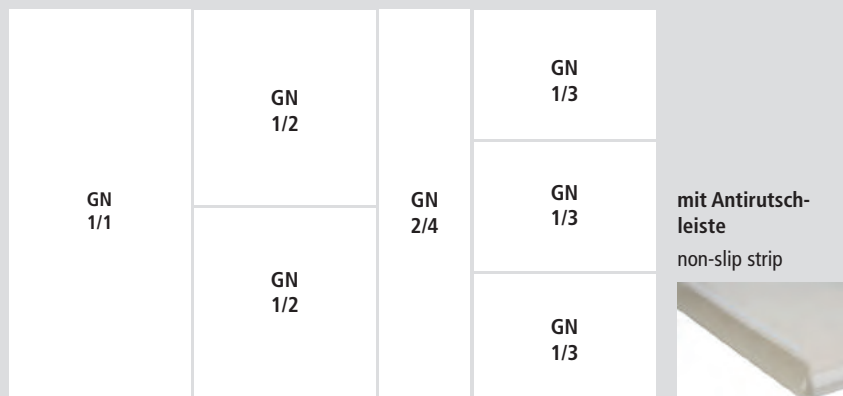 GN
1/1
GN
1/2
GN
1/2
GN
2/4
GN
1/3
GN
1/3
GN
1/3
mit Antirutsch-
leiste
non-slip strip